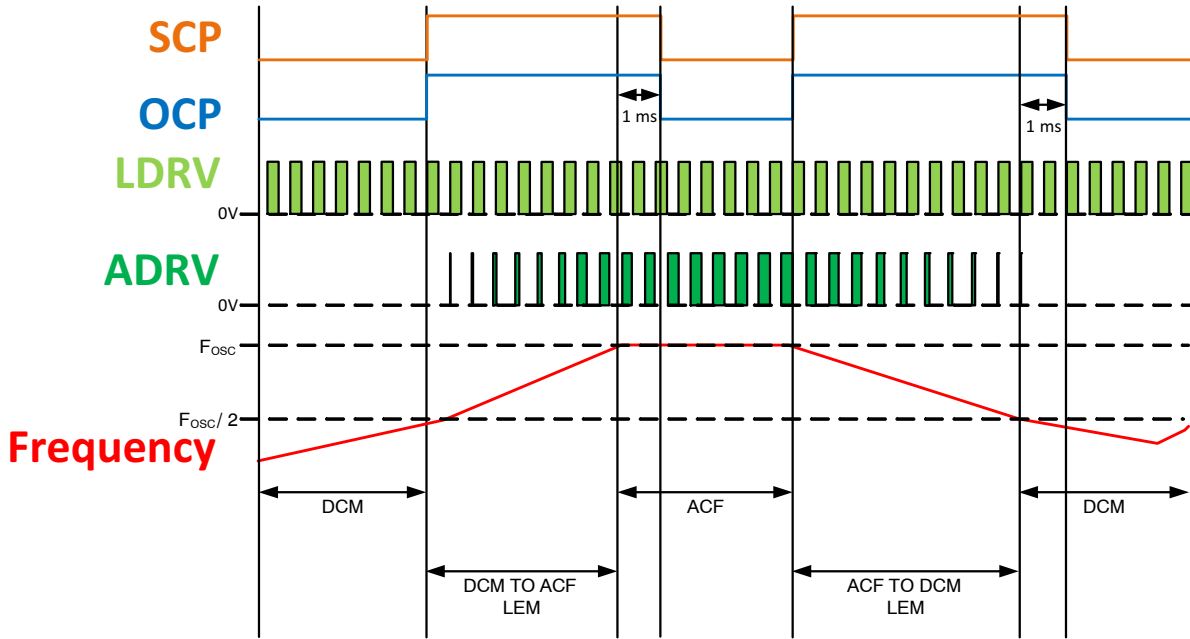 SCP
OCP
1 ms
1 ms
LDRV
0V
ADRV
0V
FOSC
FOSC/ 2
Frequency
DCM
ACF
DCM
DCM TO ACF
LEM
ACF TO DCM
LEM